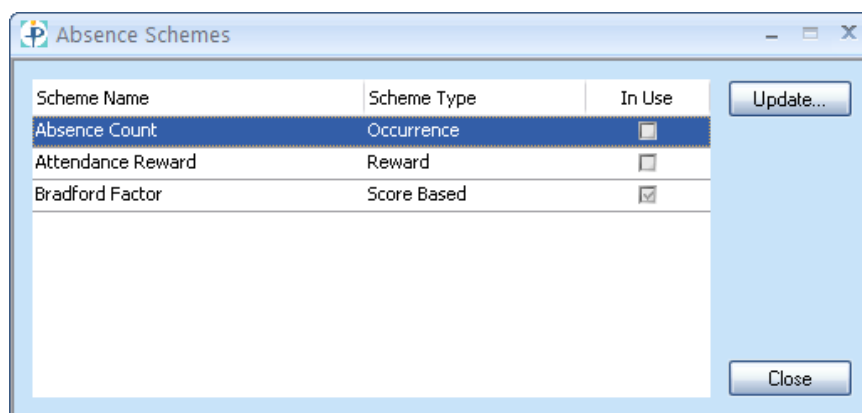 Absence Schemes
Scheme Name Scheme Type In Use
Absence Count Occurrence
Attendance Reward Reward
Bradford Factor Score Based
Update...
Close